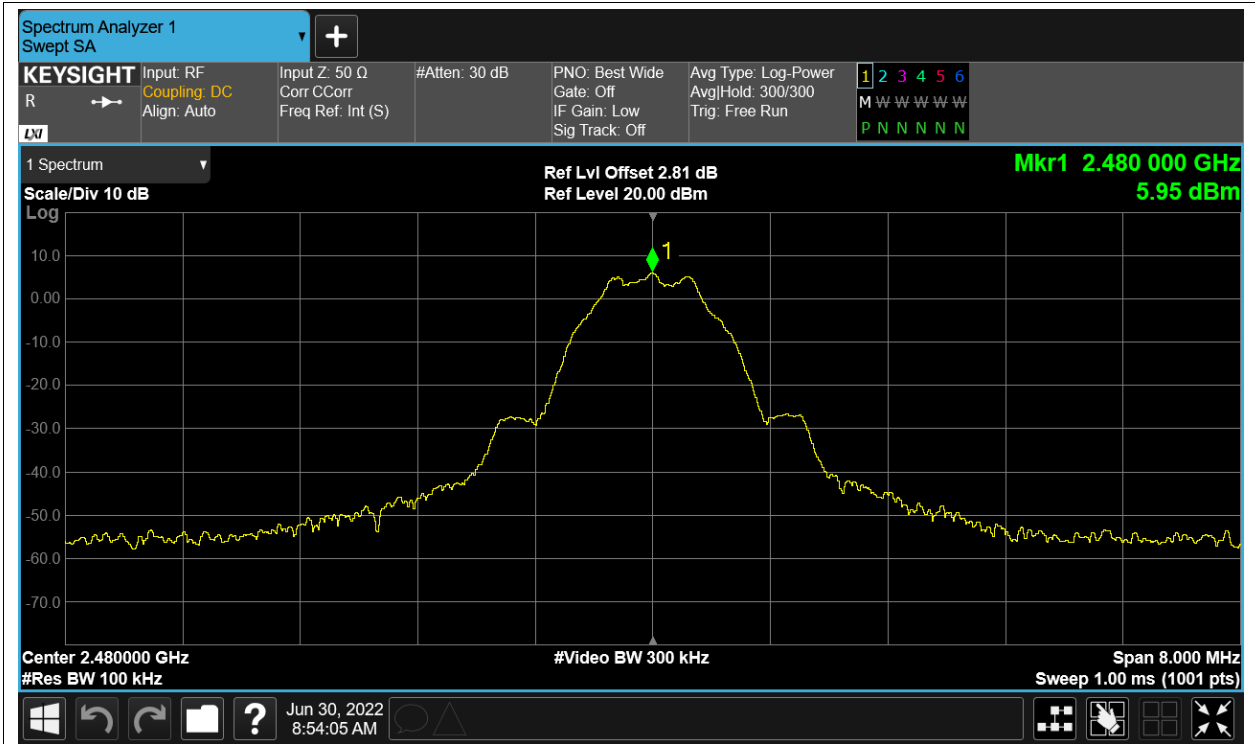 Spectrum Analyzer 1
Swept SA
KEYSIGHT
R
LXI
Input: RF
Coupling: DC
Align: Auto
Input Z: 50 Ω
Corr CCorr
Freq Ref: Int (S)
#Atten: 30 dB
PNO: Best Wide
Gate: Off
IF Gain: Low
Sig Track: Off
Avg Type: Log-Power
Avg|Hold: 300/300
Trig: Free Run
1 2 3 4 5 6
M W W W W W
P N N N N N
1 Spectrum
Scale/Div 10 dB
Log
Ref Lvl Offset 2.81 dB
Ref Level 20.00 dBm
Mkr1 2.480 000 GHz
5.95 dBm
1
10.0
0.00
-10.0
-20.0
-30.0
-40.0
-50.0
-60.0
-70.0
Center 2.480000 GHz
#Res BW 100 kHz
#Video BW 300 kHz
Span 8.000 MHz
Sweep 1.00 ms (1001 pts)
?
Jun 30, 2022
8:54:05 AM